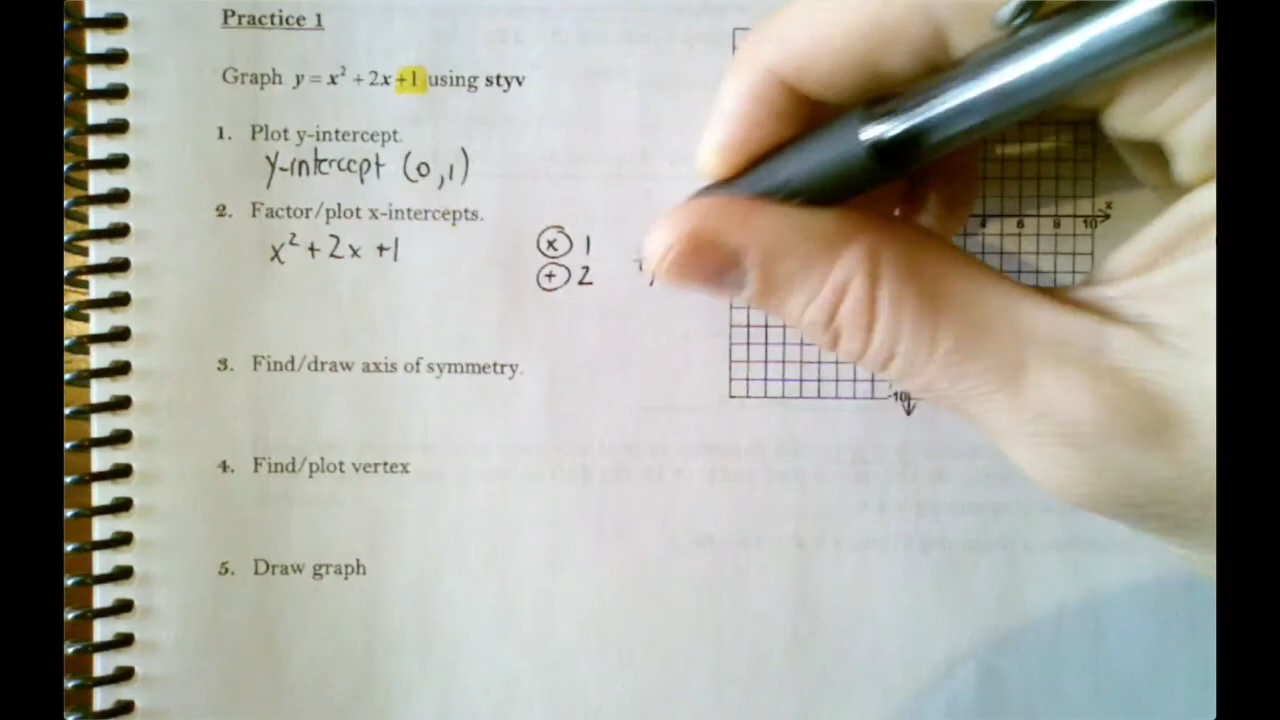 Practice 1
Graph y = x² + 2x + 1 using styv
1. Plot y-intercept.
y-intercept (0,1)
2. Factor/plot x-intercepts.
x² + 2x + 1
ⓧ 1
⊕ 2
x
4 6 8 10
-10
3. Find/draw axis of symmetry.
4. Find/plot vertex
5. Draw graph